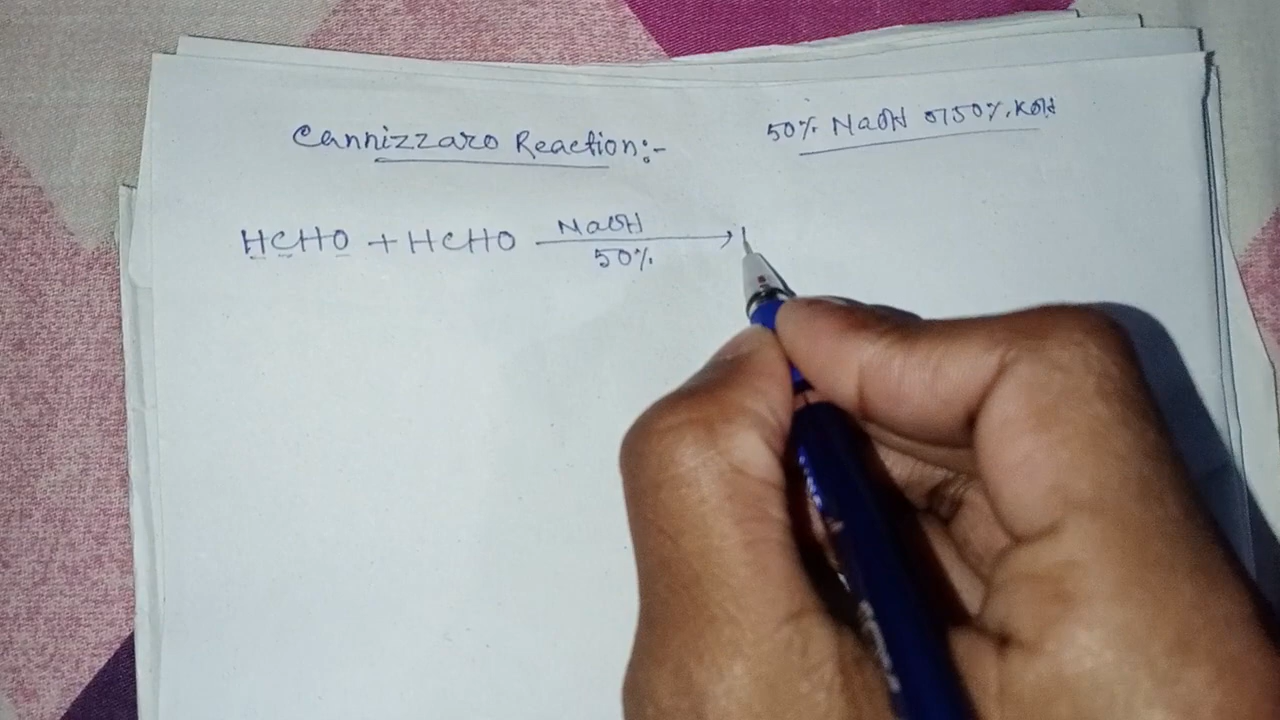 Cannizzaro Reaction:-
50% NaOH or 50% KOH
HCHO + HCHO NaOH
50%